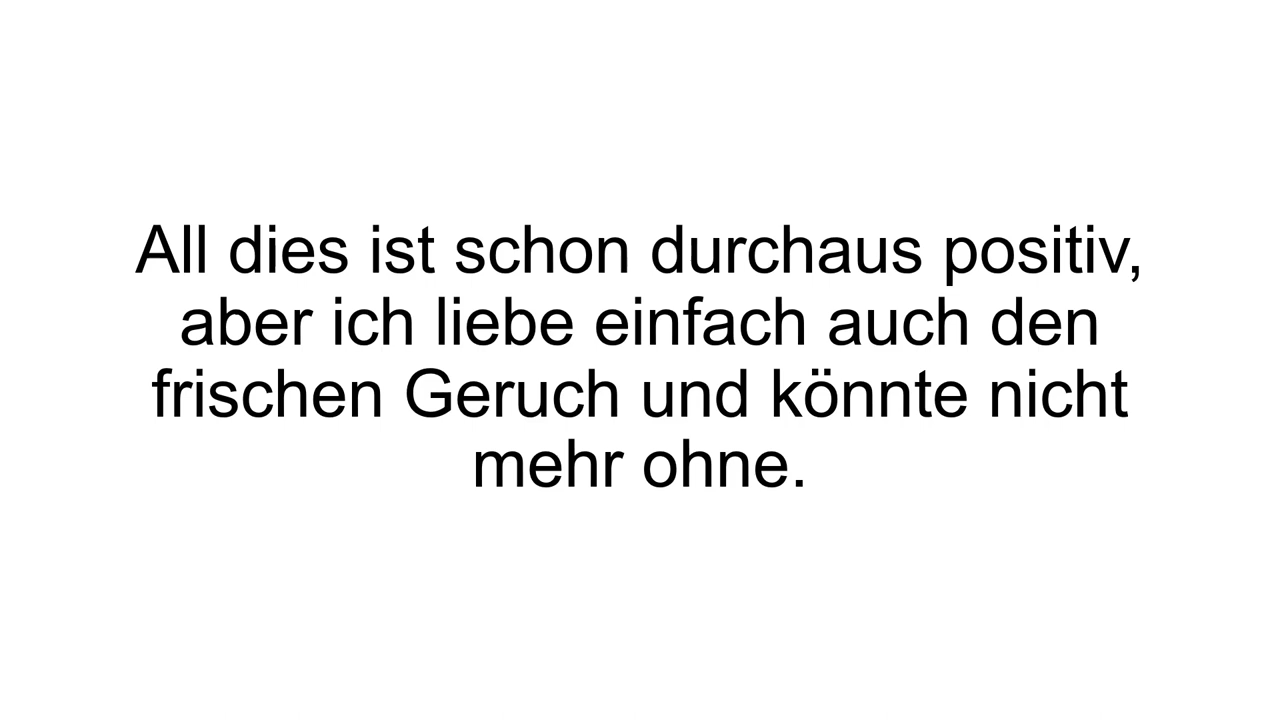 All dies ist schon durchaus positiv,
aber ich liebe einfach auch den
frischen Geruch und könnte nicht
mehr ohne.